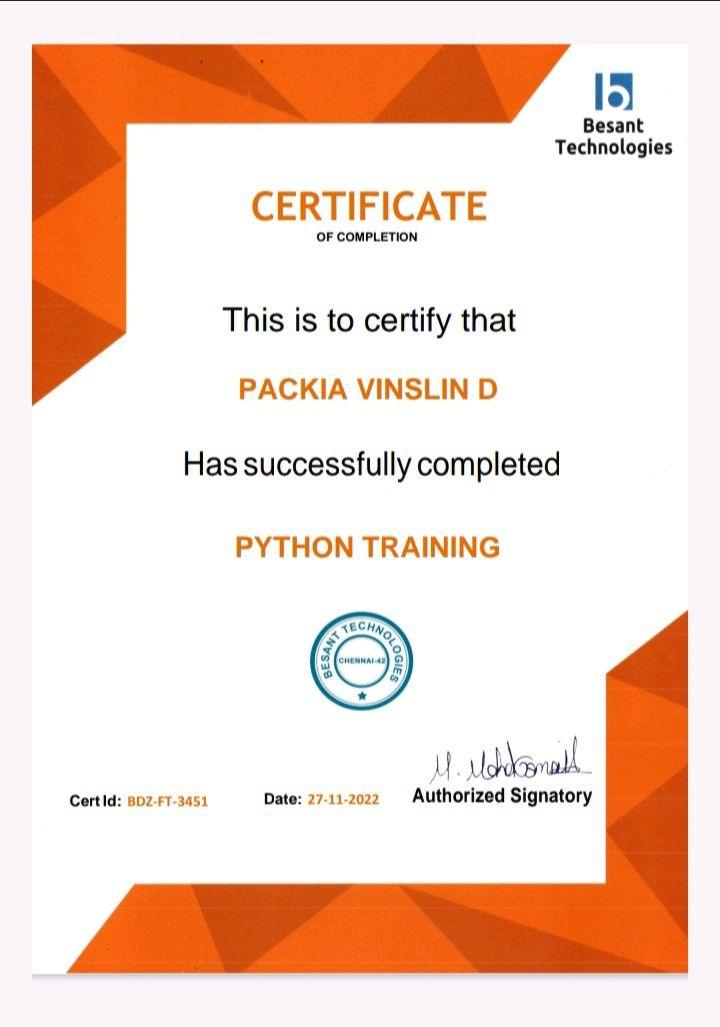 Besant
Technologies
CERTIFICATE
OF COMPLETION
This is to certify that
PACKIA VINSLIN D
Has successfully completed
PYTHON TRAINING
BESANT TECHNOLOGIES
CHENNAI-42
Cert Id: BDZ-FT-3451
Date: 27-11-2022
Authorized Signatory